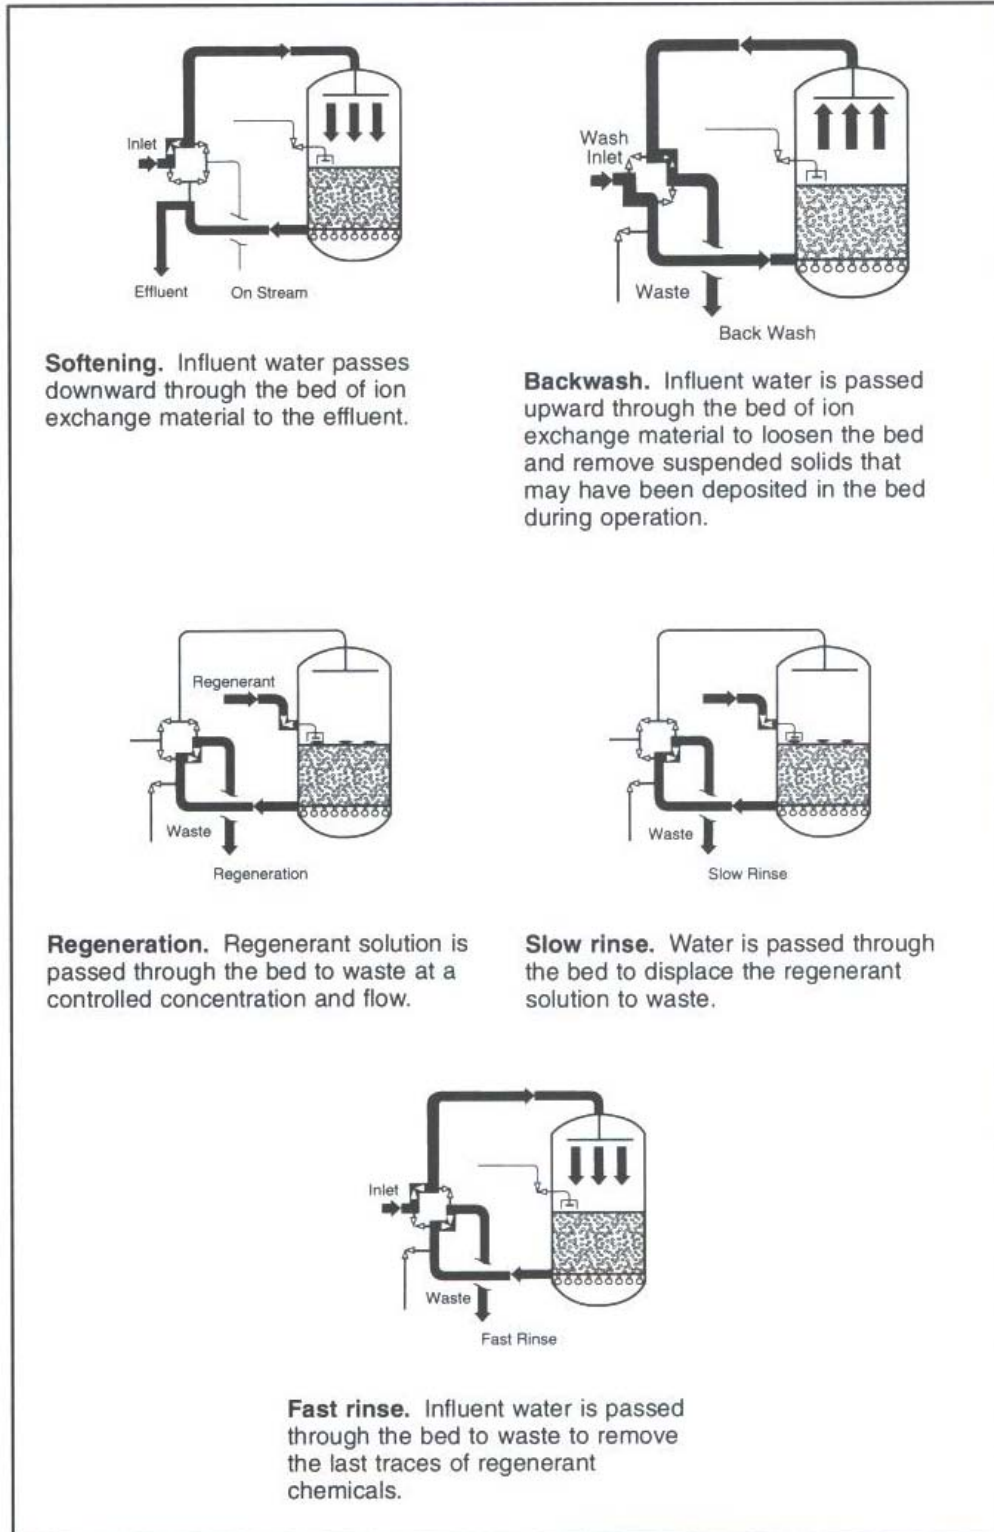 Inlet
Effluent
On Stream
Softening. Influent water passes
downward through the bed of ion
exchange material to the effluent.
Wash
Inlet
Waste
Back Wash
Backwash. Influent water is passed
upward through the bed of ion
exchange material to loosen the bed
and remove suspended solids that
may have been deposited in the bed
during operation.
Regenerant
Waste
Regeneration
Regeneration. Regenerant solution is
passed through the bed to waste at a
controlled concentration and flow.
Waste
Slow Rinse
Slow rinse. Water is passed through
the bed to displace the regenerant
solution to waste.
Inlet
Waste
Fast Rinse
Fast rinse. Influent water is passed
through the bed to waste to remove
the last traces of regenerant
chemicals.